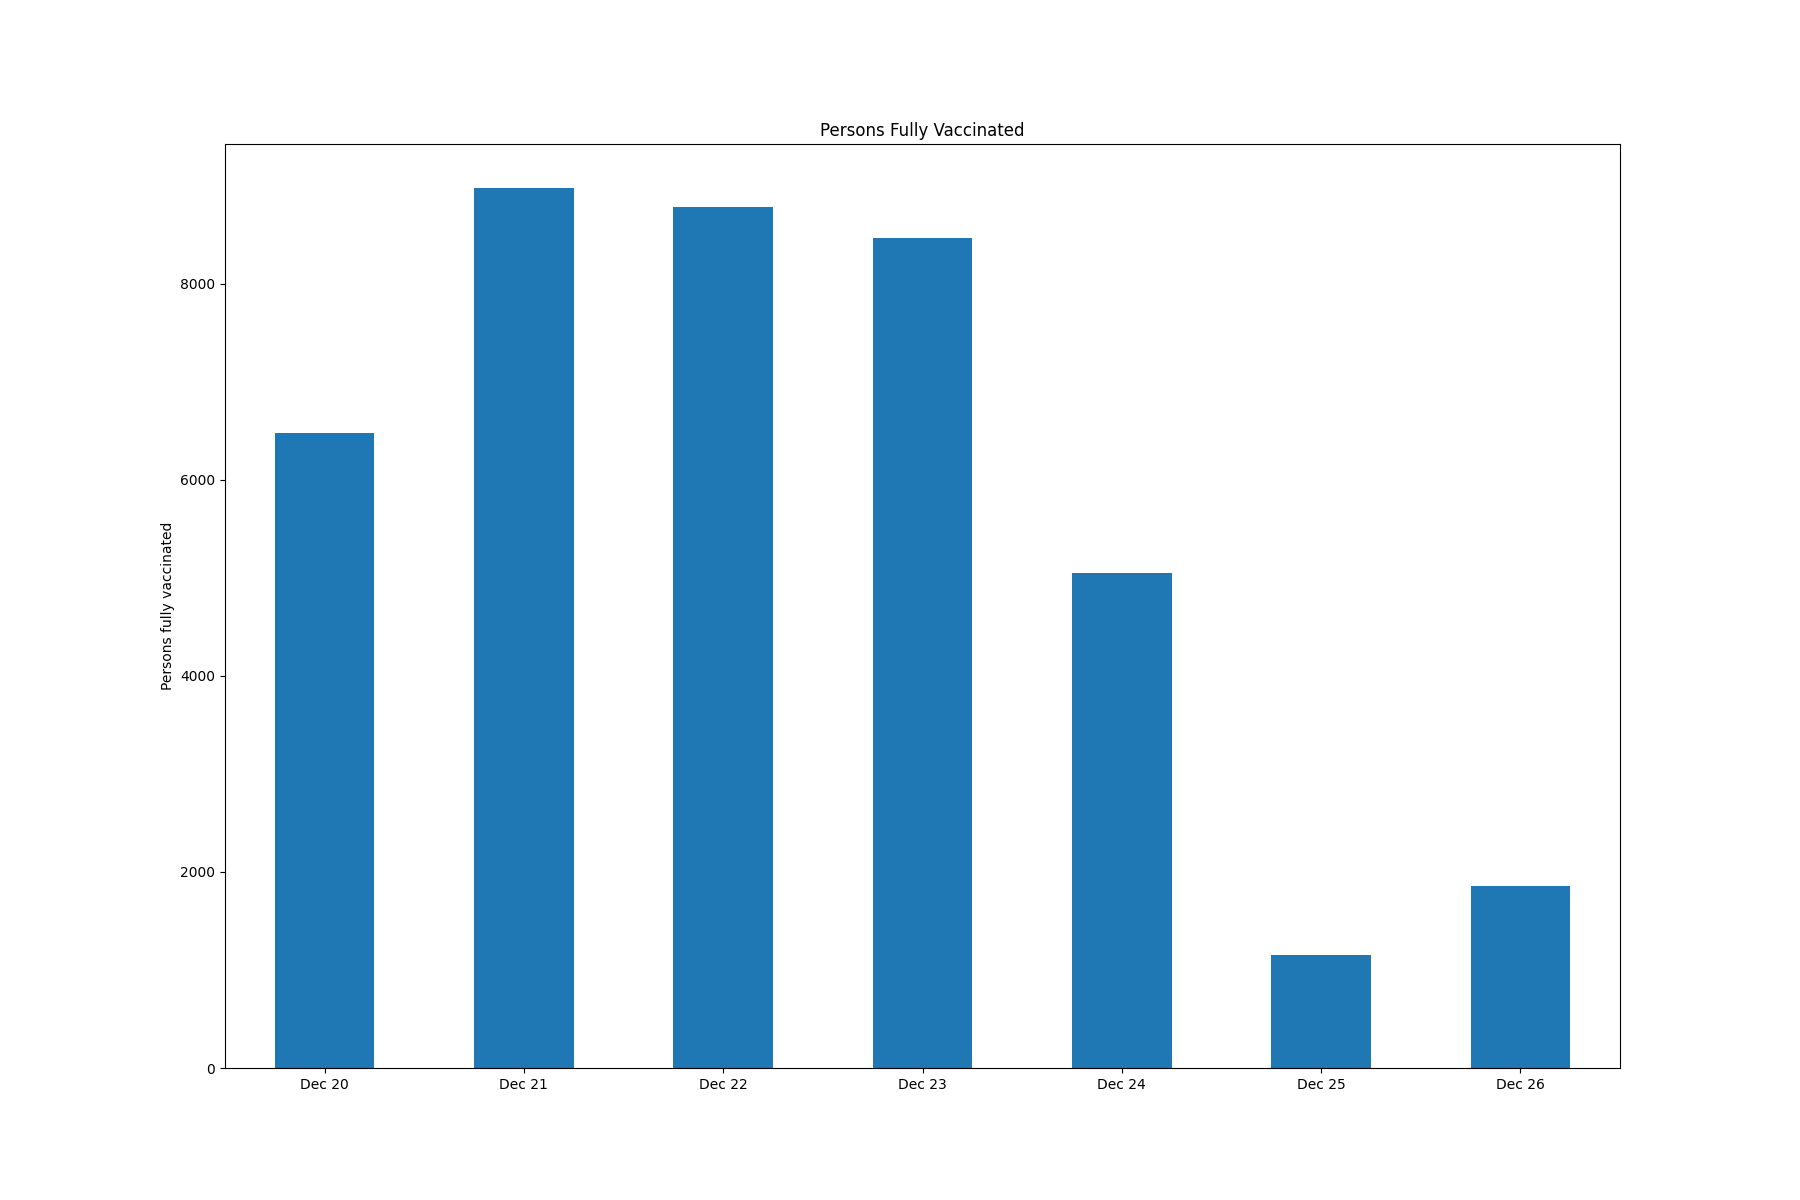 Persons Fully Vaccinated
Persons fully vaccinated
8000
6000
4000
2000
0
Dec 20 Dec 21 Dec 22 Dec 23 Dec 24 Dec 25 Dec 26